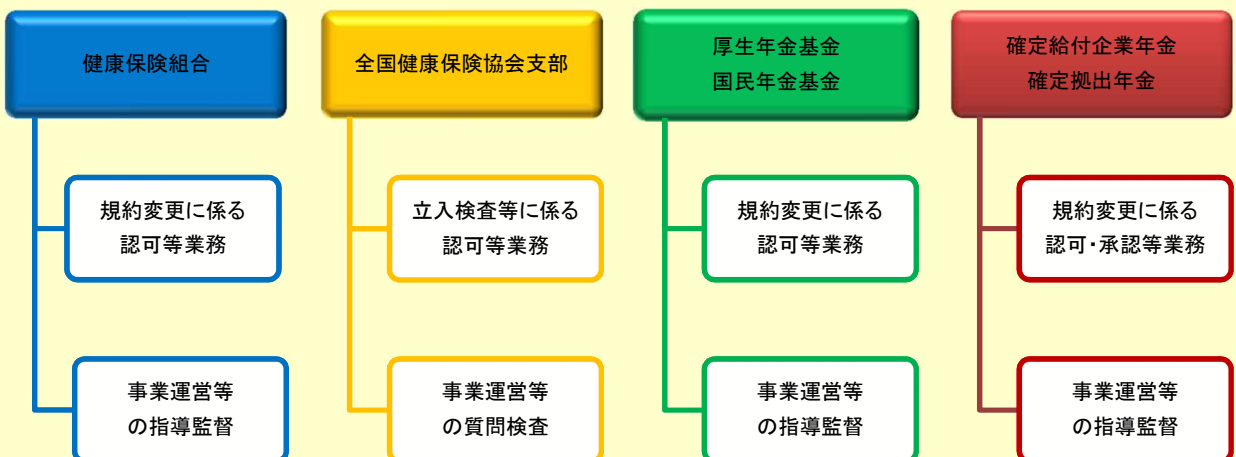 健康保険組合
規約変更に係る
認可等業務
事業運営等
の指導監督
全国健康保険協会支部
立入検査等に係る
認可等業務
事業運営等
の質問検査
厚生年金基金
国民年金基金
規約変更に係る
認可等業務
事業運営等
の指導監督
確定給付企業年金
確定拠出年金
規約変更に係る
認可・承認等業務
事業運営等
の指導監督